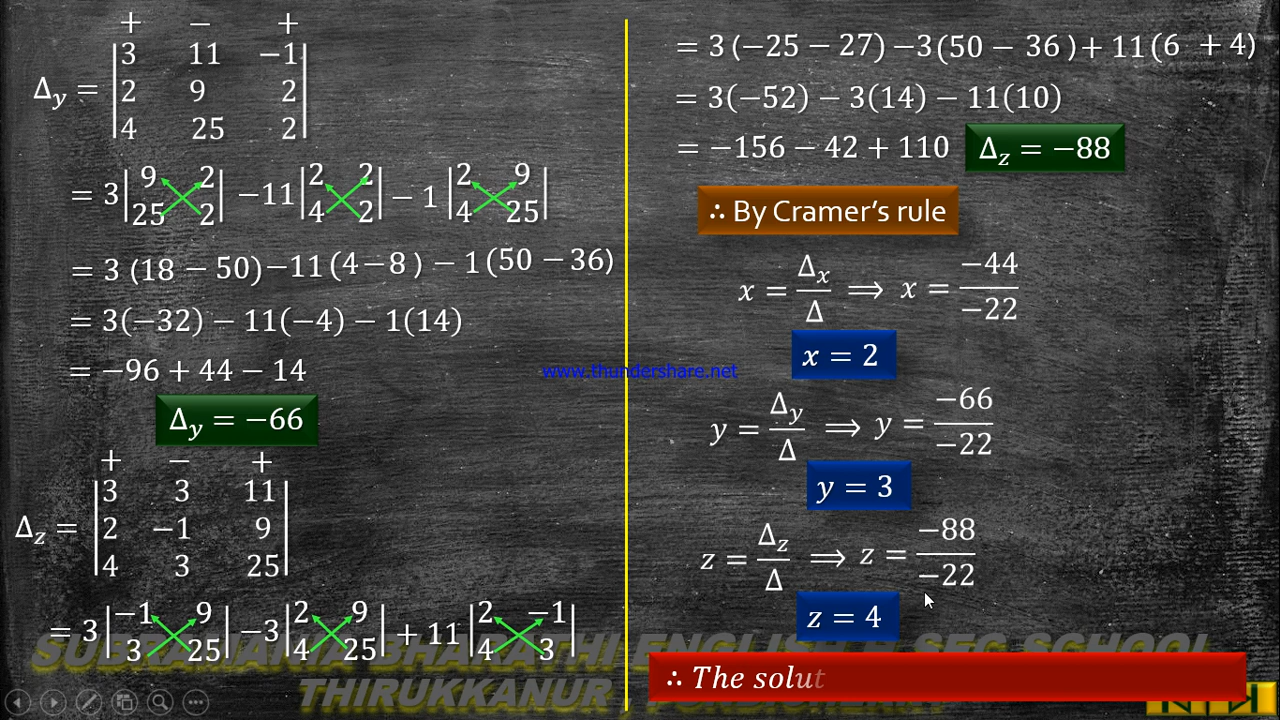 + − +
Δy = |3 11 −1|
|2 9 2|
|4 25 2|
= 3 |9 2| −11 |2 2| − 1 |2 9|
|25 2| |4 2| |4 25|
= 3 (18 − 50) −11 (4 − 8) − 1 (50 − 36)
= 3(−32) − 11(−4) − 1(14)
= −96 + 44 − 14
Δy = −66
+ − +
Δz = |3 3 11|
|2 −1 9|
|4 3 25|
= 3 |−1 9| −3 |2 9| + 11 |2 −1|
|3 25| |4 25| |4 3|
= 3 (−25 − 27) −3 (50 − 36) + 11 (6 + 4)
= 3(−52) − 3(14) − 11(10)
= −156 − 42 + 110 Δz = −88
∴ By Cramer’s rule
x = Δx/Δ ⟹ x = −44/−22
x = 2
www.thundershare.net
y = Δy/Δ ⟹ y = −66/−22
y = 3
z = Δz/Δ ⟹ z = −88/−22
z = 4
∴ The solut
SUBRAMANIYA BHARATHI ENGLISH SEC SCHOOL
THIRUKKANUR,